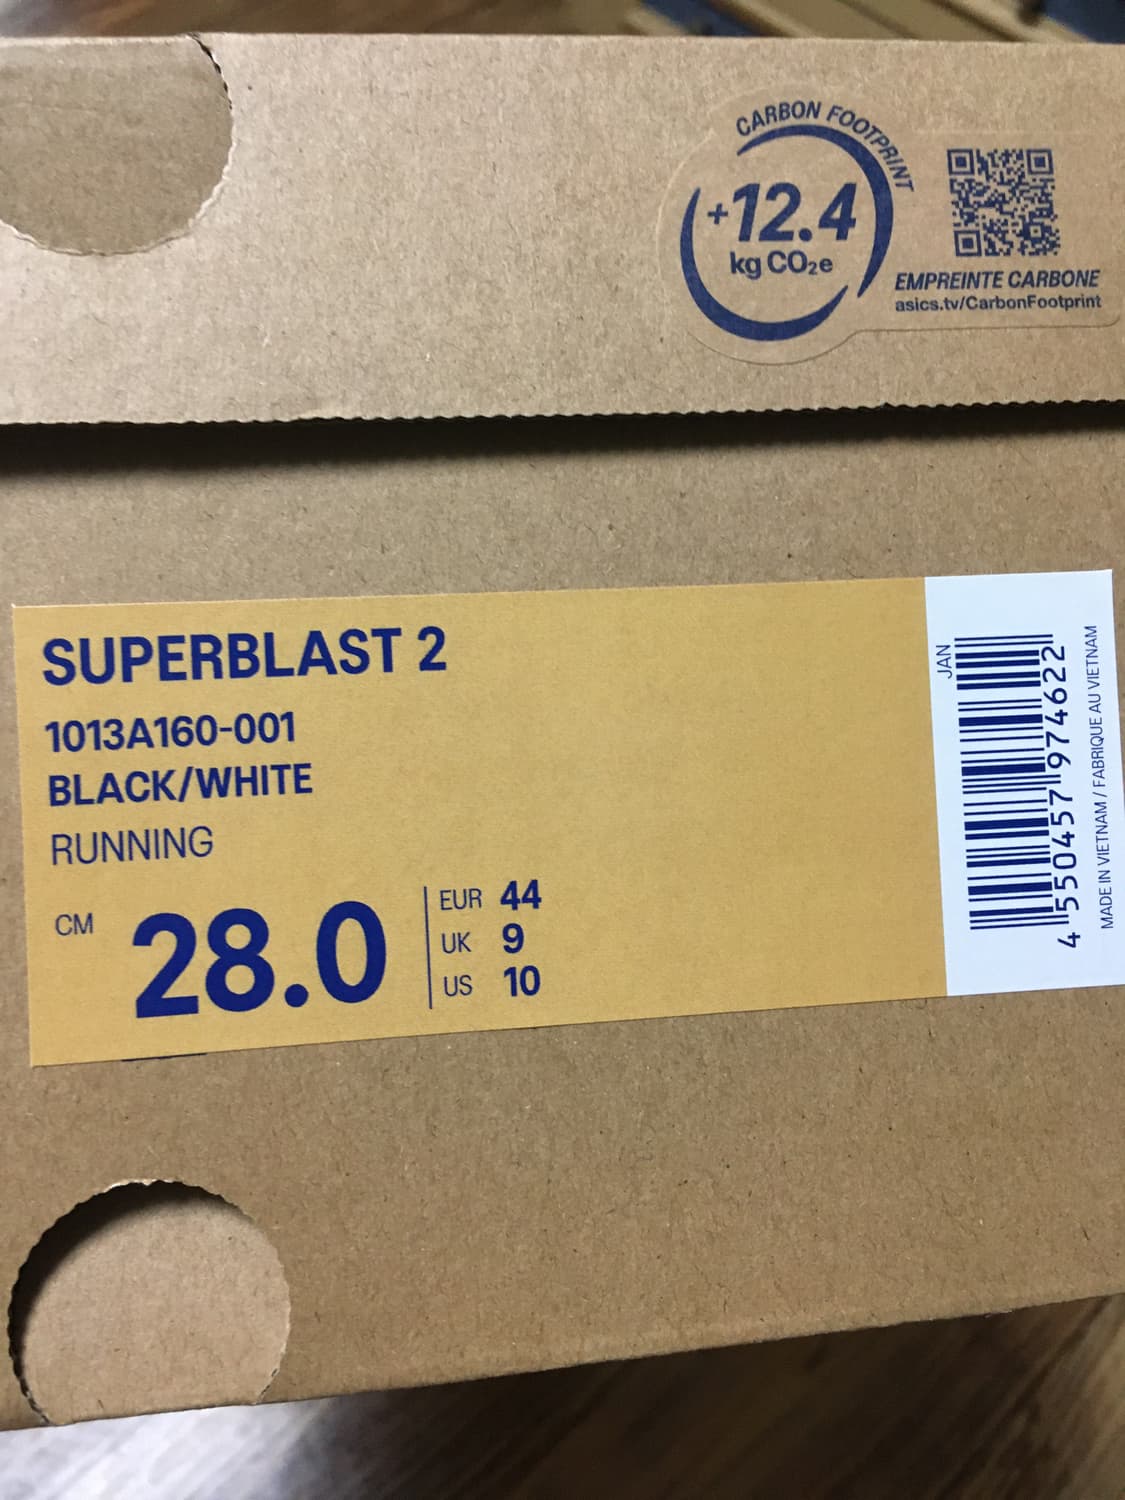 CARBON FOOTPRINT
+12.4
kg CO₂e
EMPREINTE CARBONE
asics.tv/CarbonFootprint
SUPERBLAST 2
1013A160-001
BLACK/WHITE
RUNNING
CM 28.0
EUR 44
UK 9
US 10
JAN
4 550457 974622
MADE IN VIETNAM / FABRIQUE AU VIETNAM